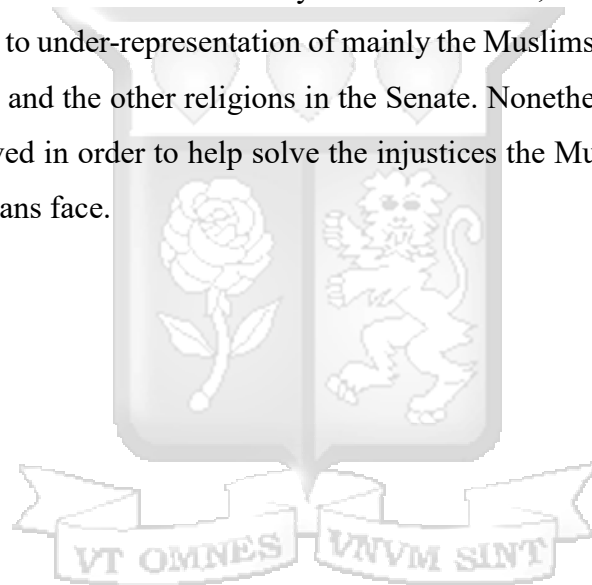 to under-representation of mainly the Muslims
and the other religions in the Senate. Nonethe
ved in order to help solve the injustices the Mu
ans face.
VT OMNES VNVM SINT